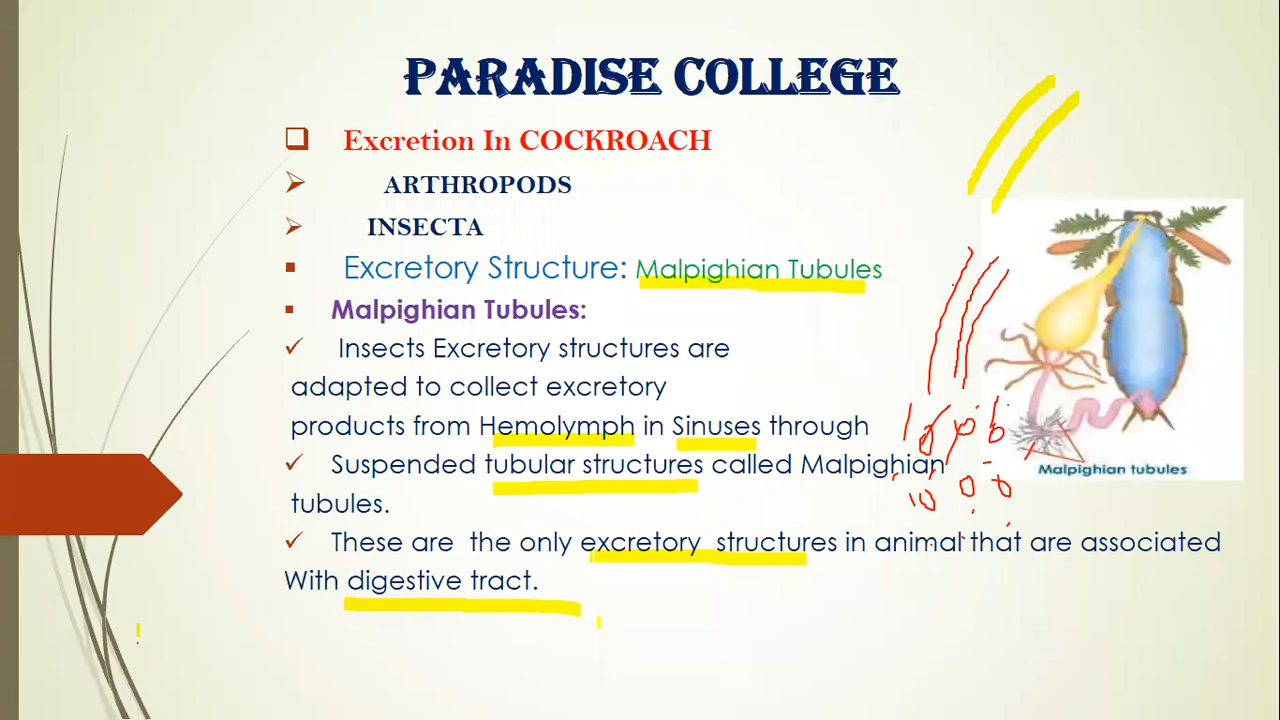 PARADISE COLLEGE
Excretion In COCKROACH
ARTHROPODS
INSECTA
Excretory Structure: Malpighian Tubules
Malpighian Tubules:
Insects Excretory structures are
adapted to collect excretory
products from Hemolymph in Sinuses through
Suspended tubular structures called Malpighian
tubules.
These are the only excretory structures in animal that are associated
With digestive tract.
Malpighian tubules